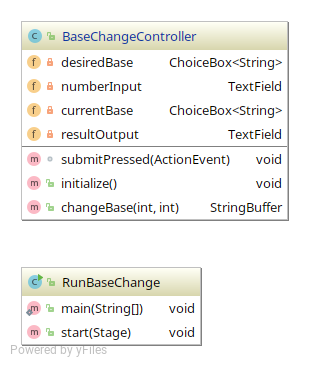 BaseChangeController
desiredBase ChoiceBox<String>
numberInput TextField
currentBase ChoiceBox<String>
resultOutput TextField
submitPressed(ActionEvent) void
initialize() void
changeBase(int, int) StringBuffer
RunBaseChange
main(String[]) void
start(Stage) void
Powered by yFiles